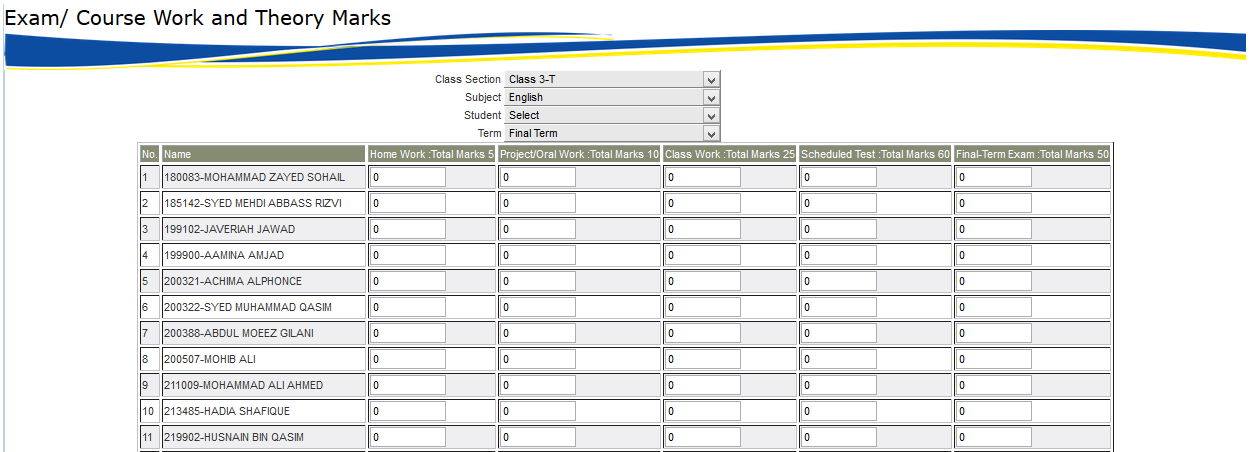 Exam/ Course Work and Theory Marks
Class Section Class 3-T
Subject English
Student Select
Term Final Term
No. Name Home Work :Total Marks 5 Project/Oral Work :Total Marks 10 Class Work :Total Marks 25 Scheduled Test :Total Marks 60 Final-Term Exam :Total Marks 50
1 180083-MOHAMMAD ZAYED SOHAIL 0 0 0 0 0
2 185142-SYED MEHDI ABBASS RIZVI 0 0 0 0 0
3 199102-JAVERIAH JAWAD 0 0 0 0 0
4 199900-AAMINA AMJAD 0 0 0 0 0
5 200321-ACHIMA ALPHONCE 0 0 0 0 0
6 200322-SYED MUHAMMAD QASIM 0 0 0 0 0
7 200388-ABDUL MOEEZ GILANI 0 0 0 0 0
8 200507-MOHIB ALI 0 0 0 0 0
9 211009-MOHAMMAD ALI AHMED 0 0 0 0 0
10 213485-HADIA SHAFIQUE 0 0 0 0 0
11 219902-HUSNAIN BIN QASIM 0 0 0 0 0